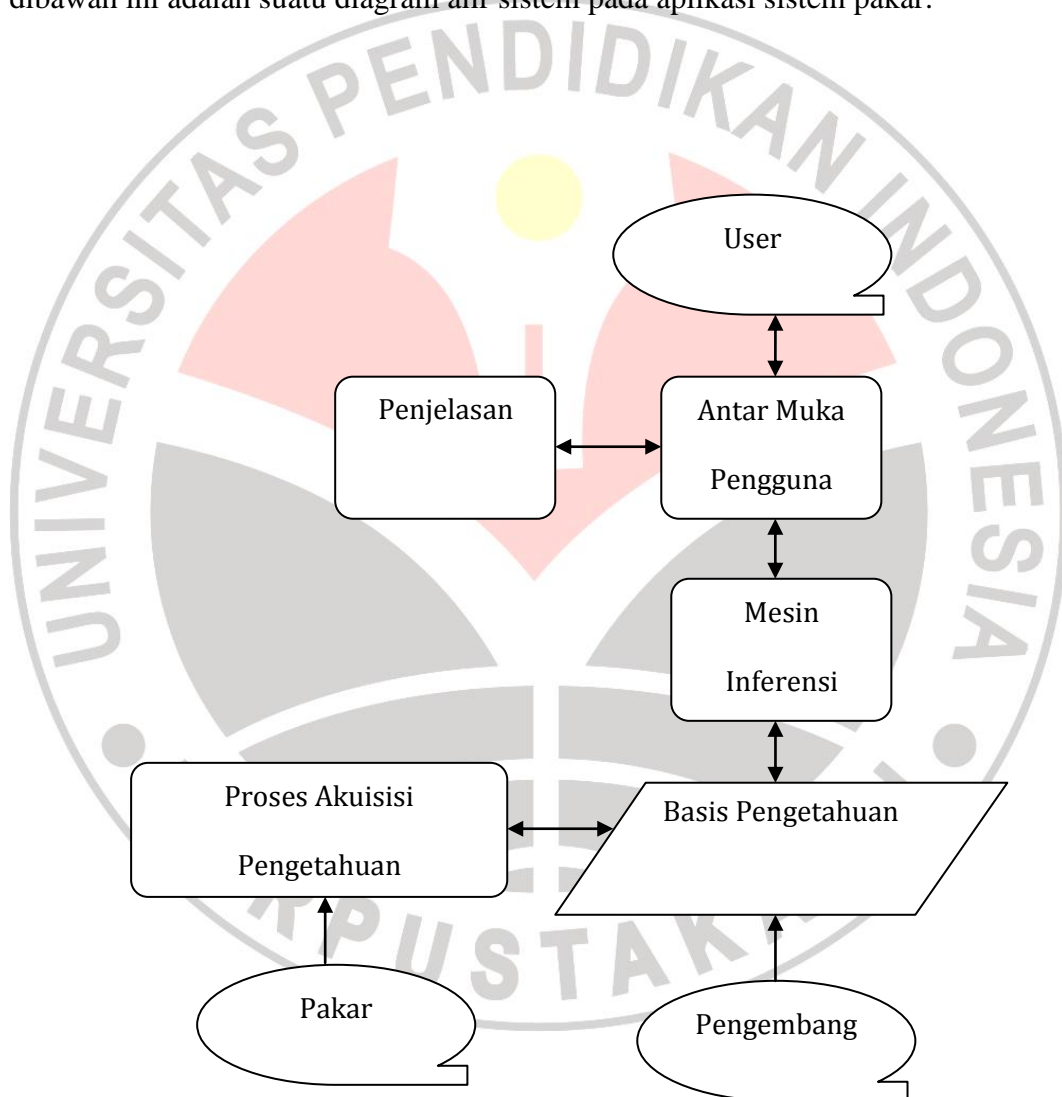 dibawah ini adalah suatu diagram alir sistem pada aplikasi sistem pakar.
UNIVERSITAS PENDIDIKAN INDONESIA
User
Penjelasan
Antar Muka
Pengguna
Mesin
Inferensi
Proses Akuisisi
Pengetahuan
Basis Pengetahuan
Pakar
Pengembang